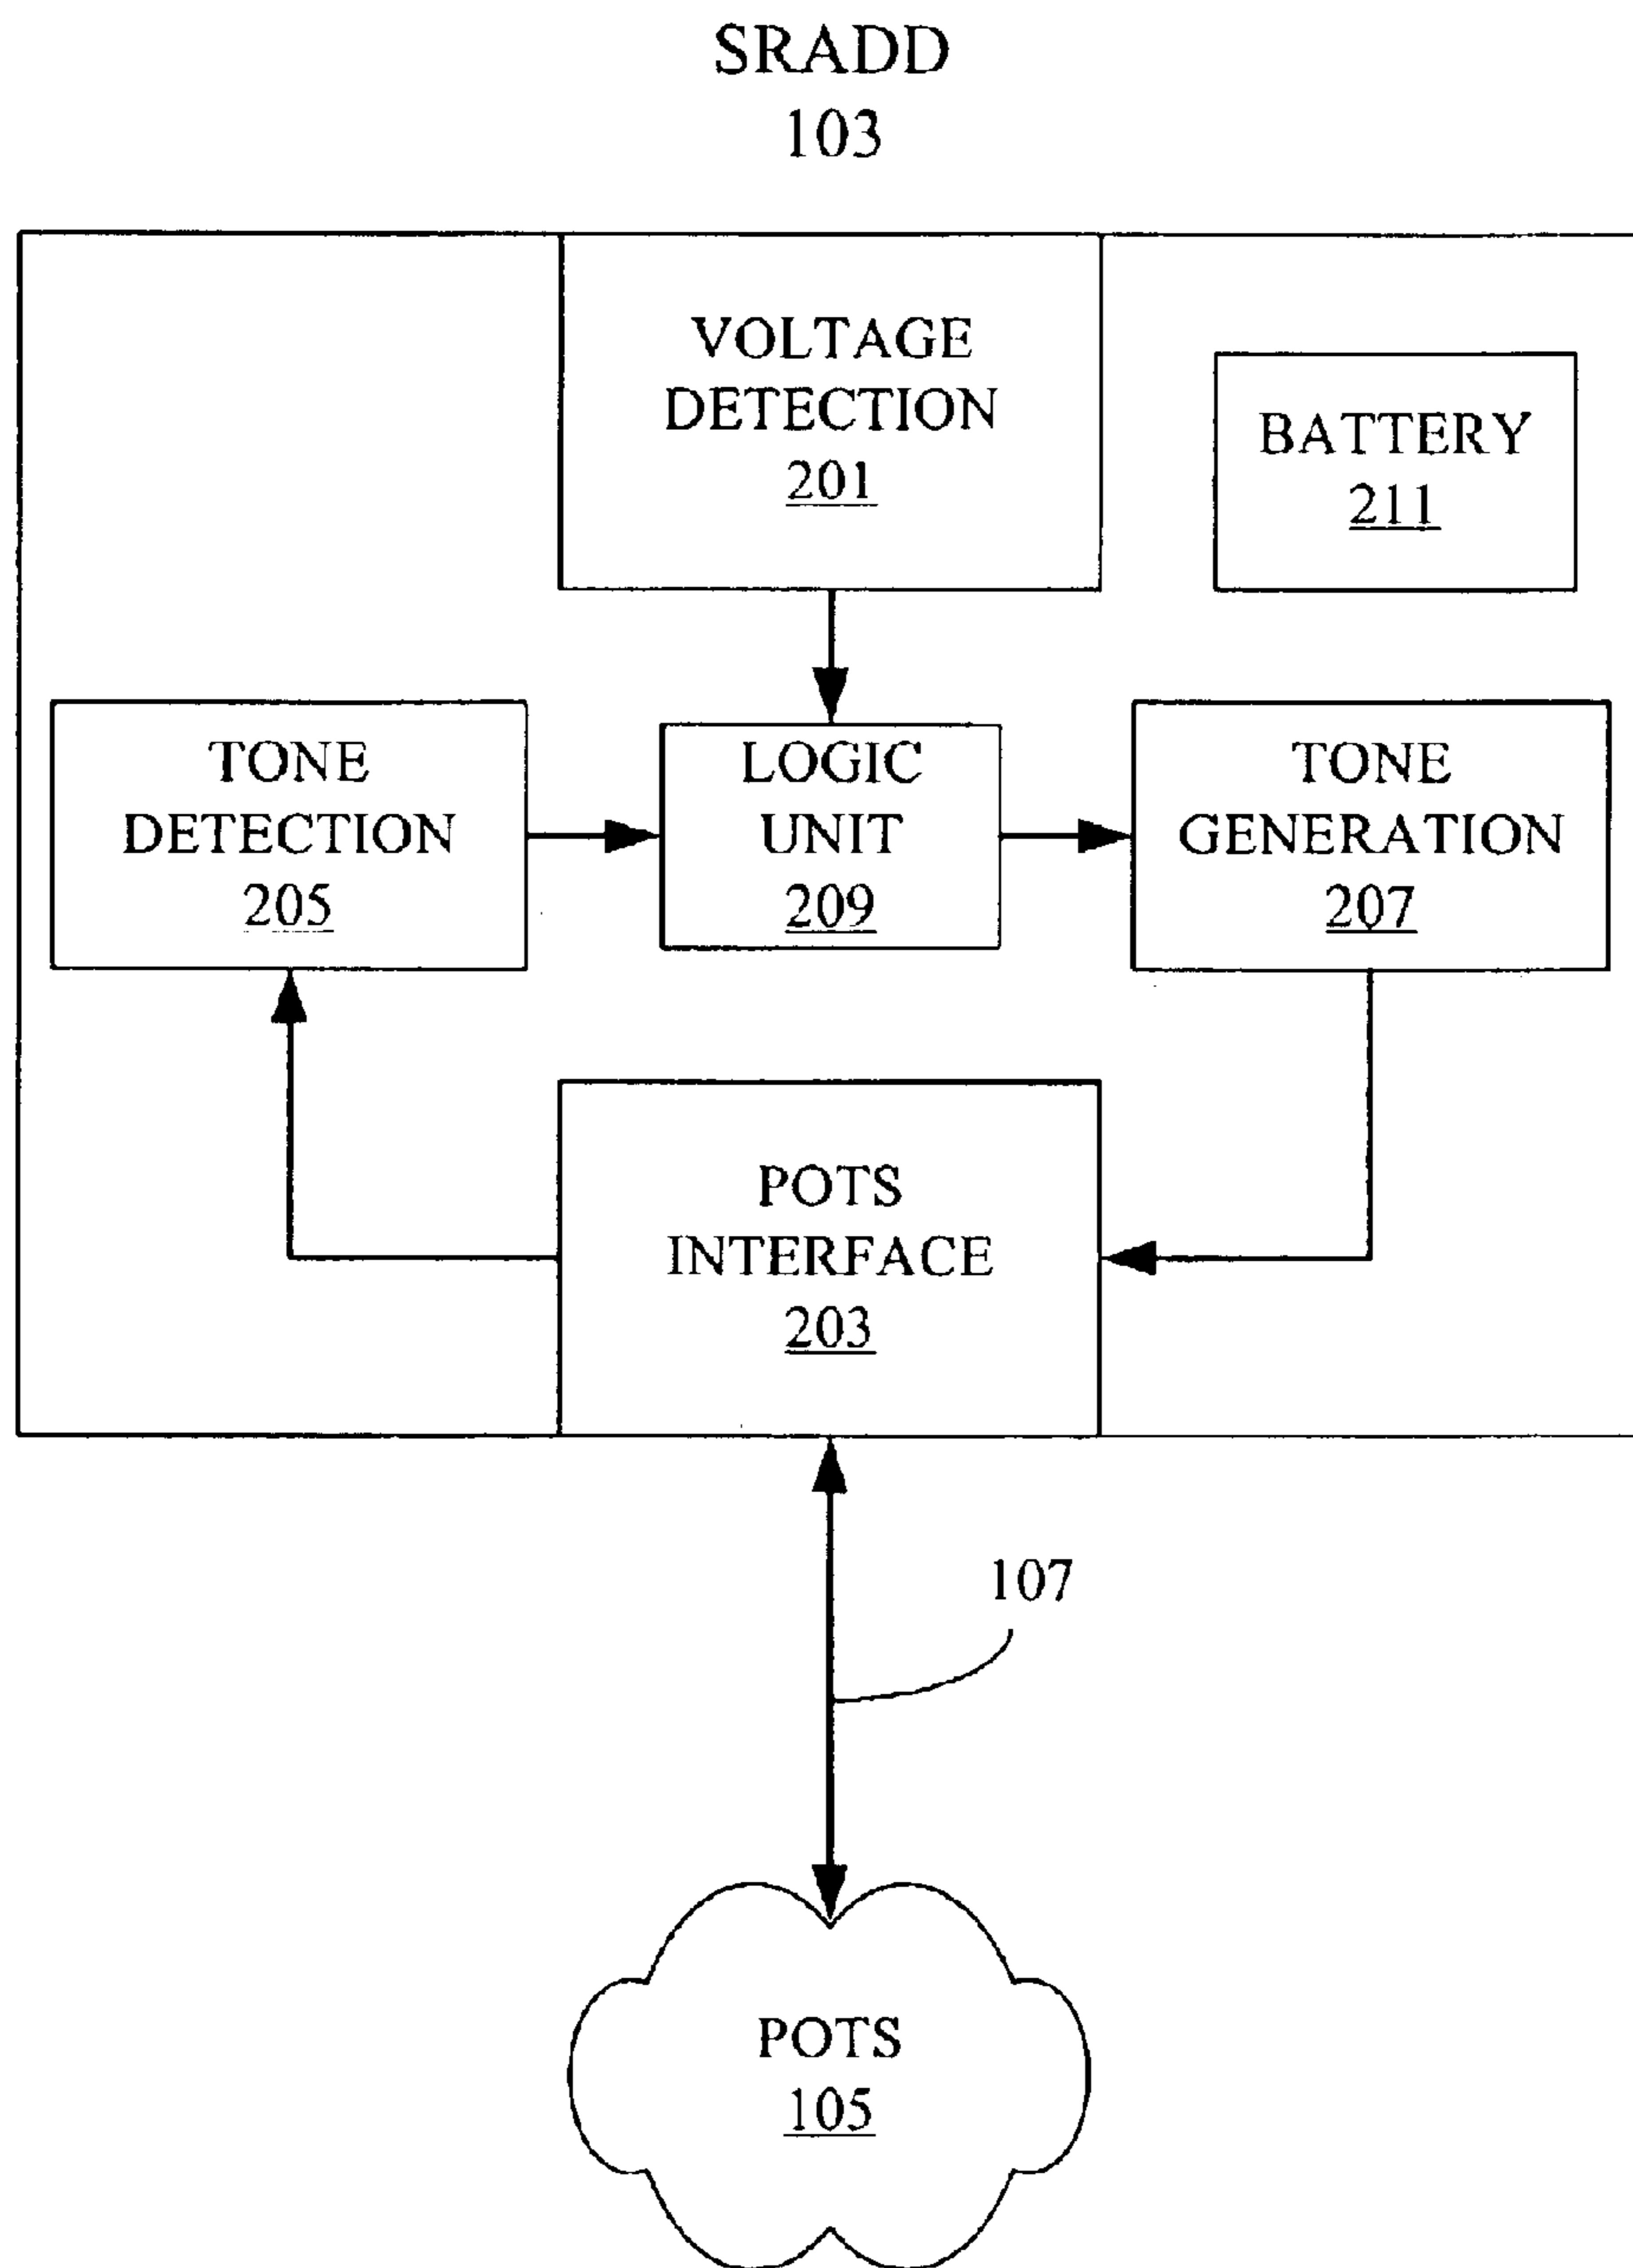 SRADD
103
VOLTAGE
DETECTION
201
BATTERY
211
TONE
DETECTION
205
LOGIC
UNIT
209
TONE
GENERATION
207
POTS
INTERFACE
203
107
POTS
105